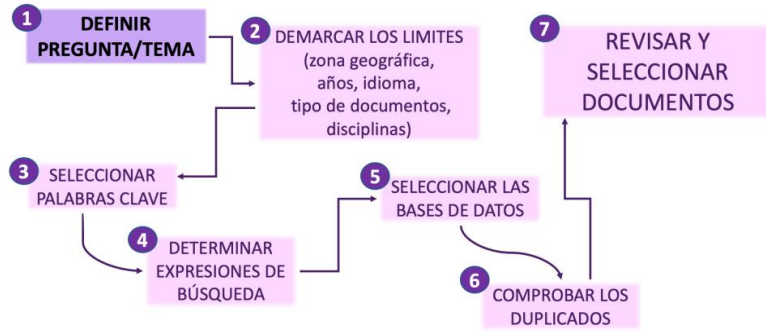 1
DEFINIR
PREGUNTA/TEMA
2
DEMARCAR LOS LIMITES
(zona geográfica,
años, idioma,
tipo de documentos,
disciplinas)
3
SELECCIONAR
PALABRAS CLAVE
4
DETERMINAR
EXPRESIONES DE
BÚSQUEDA
5
SELECCIONAR LAS
BASES DE DATOS
6
COMPROBAR LOS
DUPLICADOS
7
REVISAR Y
SELECCIONAR
DOCUMENTOS